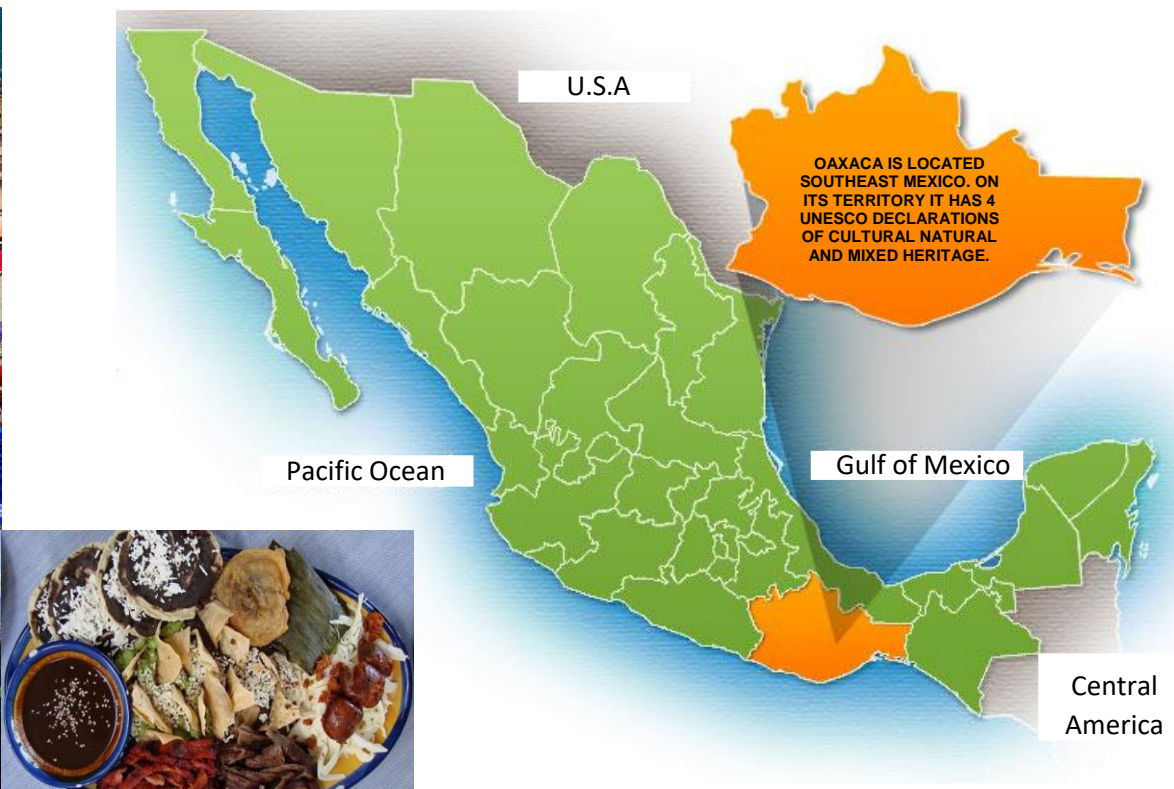 U.S.A
OAXACA IS LOCATED
SOUTHEAST MEXICO. ON
ITS TERRITORY IT HAS 4
UNESCO DECLARATIONS
OF CULTURAL NATURAL
AND MIXED HERITAGE.
Pacific Ocean
Gulf of Mexico
Central
America